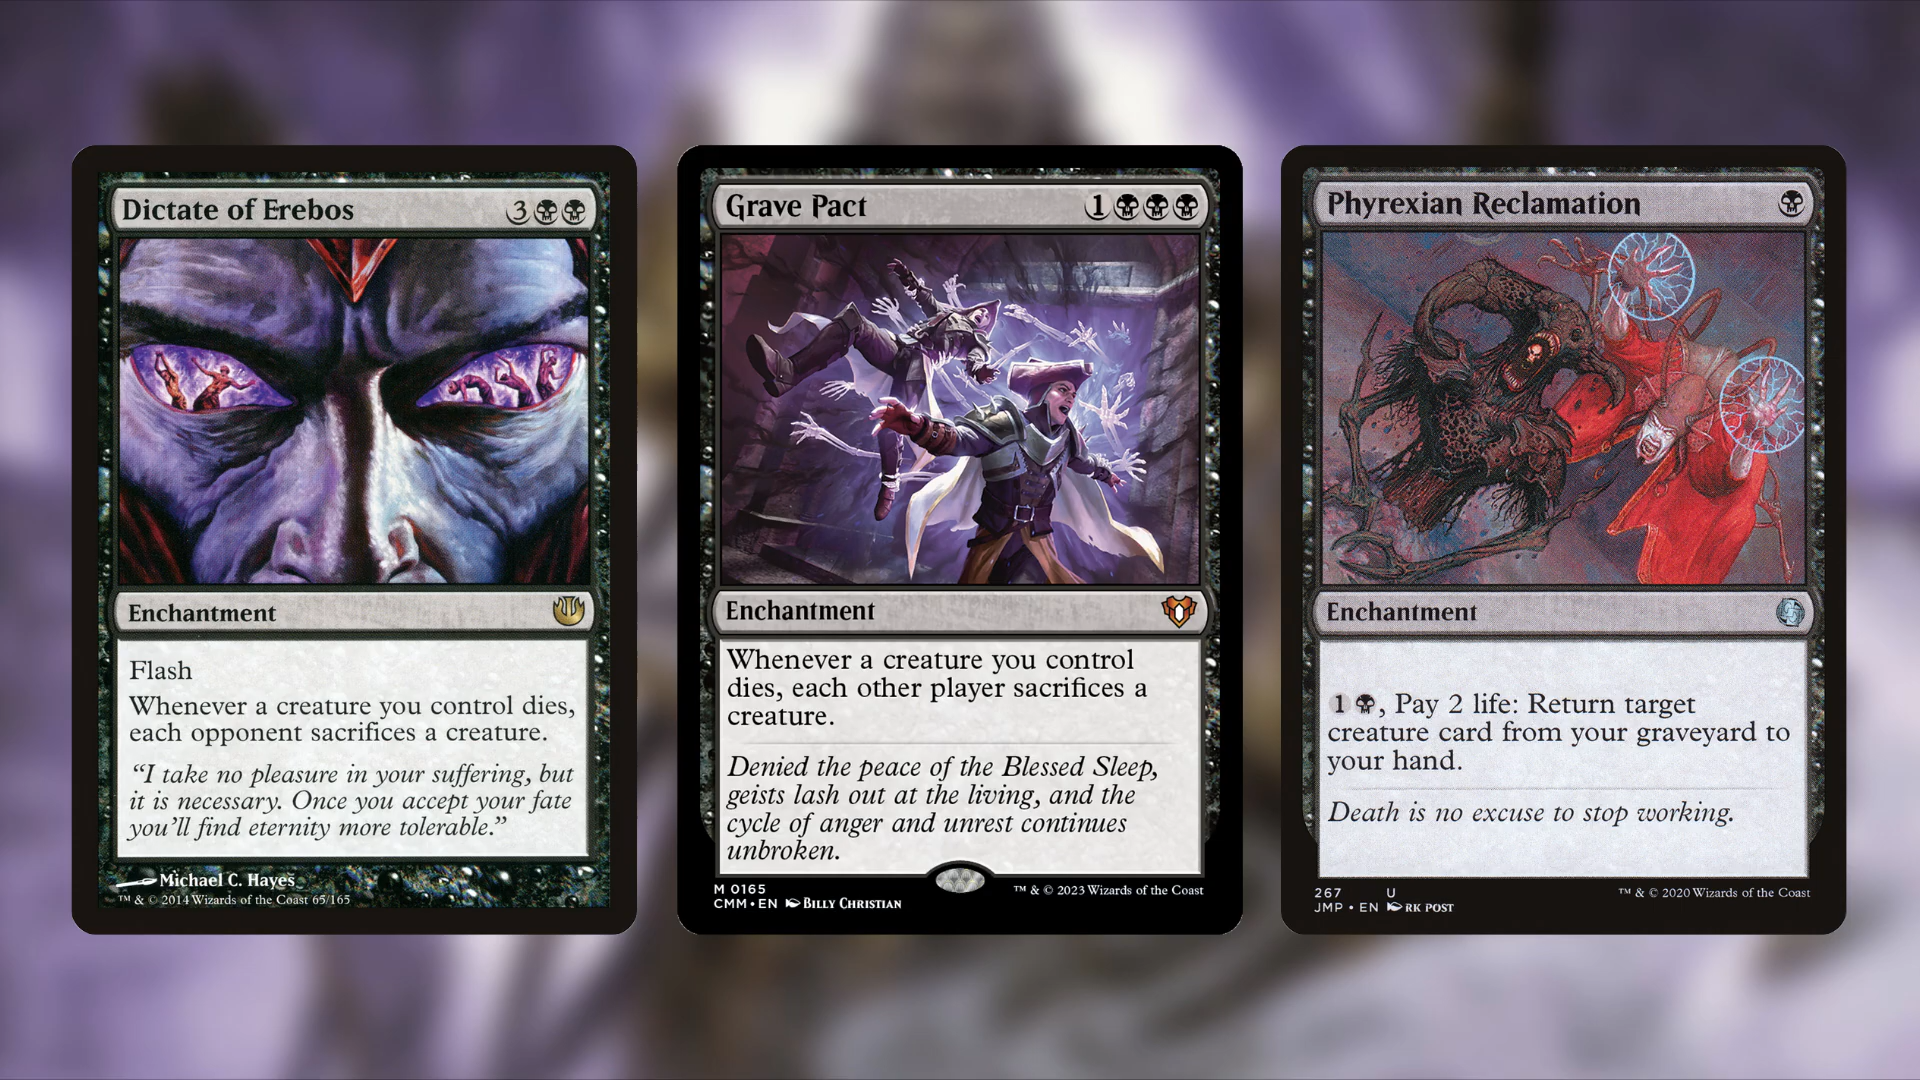 Dictate of Erebos 3
Enchantment
Flash
Whenever a creature you control dies,
each opponent sacrifices a creature.
“I take no pleasure in your suffering, but
it is necessary. Once you accept your fate
you’ll find eternity more tolerable.”
Michael C. Hayes
™ & © 2014 Wizards of the Coast 65/165
Grave Pact 1
Enchantment
Whenever a creature you control
dies, each other player sacrifices a
creature.
Denied the peace of the Blessed Sleep,
geists lash out at the living, and the
cycle of anger and unrest continues
unbroken.
M 0165 ™ & © 2023 Wizards of the Coast
CMM • EN Billy Christian
Phyrexian Reclamation
Enchantment
1 , Pay 2 life: Return target
creature card from your graveyard to
your hand.
Death is no excuse to stop working.
267 U ™ & © 2020 Wizards of the Coast
JMP • EN RK Post